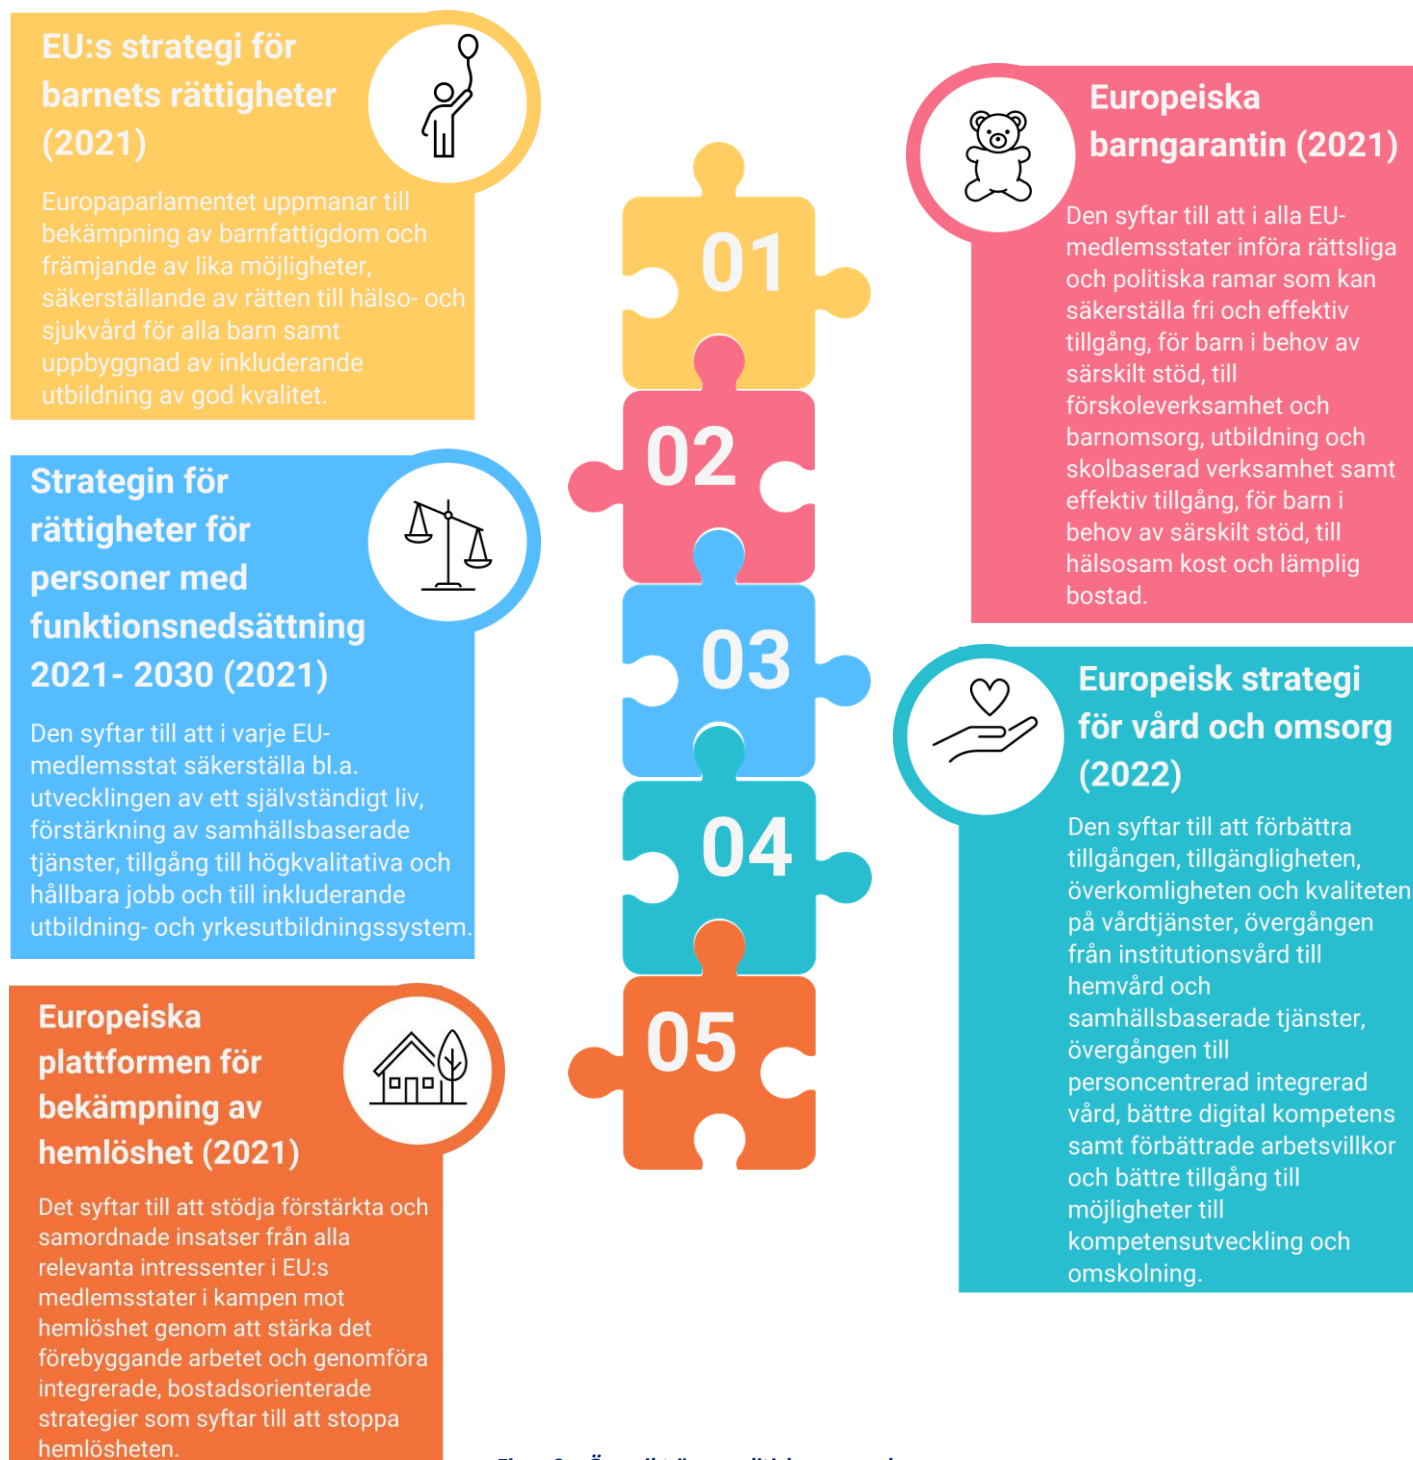 EU:s strategi för
barnets rättigheter
(2021)
Europaparlamentet uppmanar till
bekämpning av barnfattigdom och
främjande av lika möjligheter,
säkerställande av rätten till hälso- och
sjukvård för alla barn samt
uppbyggnad av inkluderande
utbildning av god kvalitet.
01
Europeiska
barngarantin (2021)
Den syftar till att i alla EU-
medlemsstater införa rättsliga
och politiska ramar som kan
säkerställa fri och effektiv
tillgång, för barn i behov av
särskilt stöd, till
förskoleverksamhet och
barnomsorg, utbildning och
skolbaserad verksamhet samt
effektiv tillgång, för barn i
behov av särskilt stöd, till
hälsosam kost och lämplig
bostad.
02
Strategin för
rättigheter för
personer med
funktionsnedsättning
2021- 2030 (2021)
Den syftar till att i varje EU-
medlemsstat säkerställa bl.a.
utvecklingen av ett självständigt liv,
förstärkning av samhällsbaserade
tjänster, tillgång till högkvalitativa och
hållbara jobb och till inkluderande
utbildning- och yrkesutbildningssystem.
03
Europeisk strategi
för vård och omsorg
(2022)
Den syftar till att förbättra
tillgången, tillgängligheten,
överkomligheten och kvaliteten
på vårdtjänster, övergången
från institutionsvård till
hemvård och
samhällsbaserade tjänster,
övergången till
personcentrerad integrerad
vård, bättre digital kompetens
samt förbättrade arbetsvillkor
och bättre tillgång till
möjligheter till
kompetensutveckling och
omskolning.
04
Europeiska
plattformen för
bekämpning av
hemlöshet (2021)
Det syftar till att stödja förstärkta och
samordnade insatser från alla
relevanta intressenter i EU:s
medlemsstater i kampen mot
hemlöshet genom att stärka det
förebyggande arbetet och genomföra
integrerade, bostadsorienterade
strategier som syftar till att stoppa
hemlösheten.
05